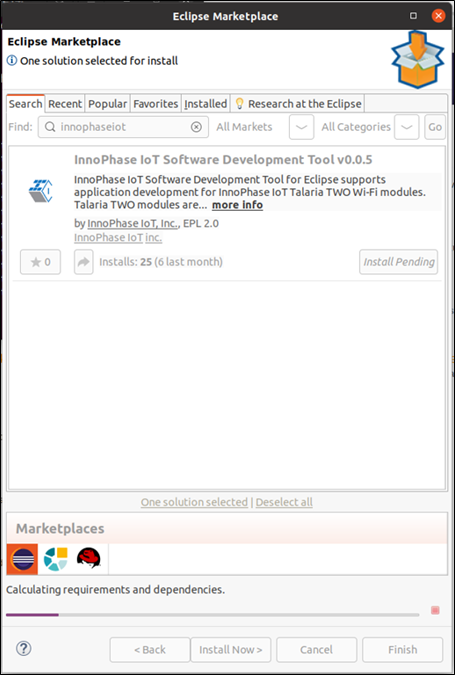 Eclipse Marketplace
Eclipse Marketplace
One solution selected for install
Search Recent Popular Favorites Installed Research at the Eclipse
Find: innophaseiot All Markets All Categories Go
InnoPhase IoT Software Development Tool v0.0.5
InnoPhase IoT Software Development Tool for Eclipse supports
application development for InnoPhase IoT Talaria TWO Wi-Fi modules.
Talaria TWO modules are... more info
by InnoPhase IoT, Inc., EPL 2.0
InnoPhase IoT inc.
0 Installs: 25 (6 last month) Install Pending
One solution selected | Deselect all
Marketplaces
Calculating requirements and dependencies.
? < Back Install Now > Cancel Finish